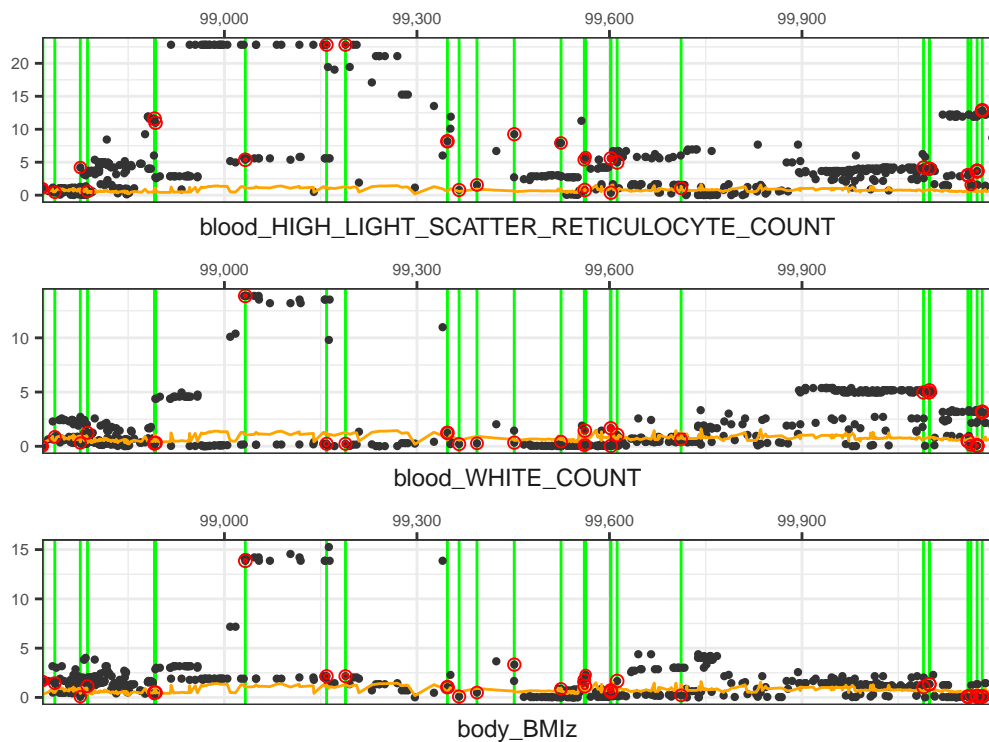 99,000 99,300 99,600 99,900
20
15
10
5
0
blood_HIGH_LIGHT_SCATTER_RETICULOCYTE_COUNT
99,000 99,300 99,600 99,900
10
5
0
blood_WHITE_COUNT
99,000 99,300 99,600 99,900
15
10
5
0
body_BMIz